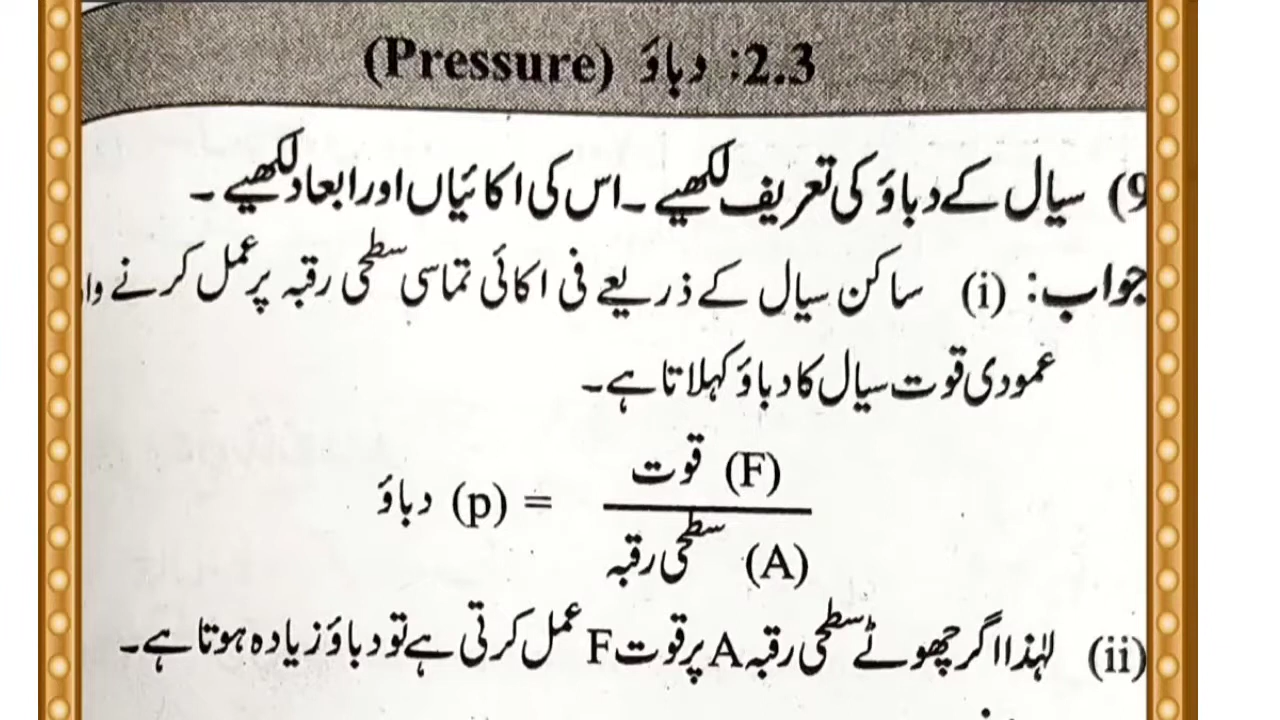 2.3: دباؤ (Pressure)
9) سیال کے دباؤ کی تعریف لکھیے۔ اس کی اکائیاں اور ابعاد لکھیے۔
جواب: (i) ساکن سیال کے ذریعے فی اکائی تماسی سطحی رقبہ پر عمل کرنے
عمودی قوت سیال کا دباؤ کہلاتا ہے۔
قوت (F)
دباؤ (p) =
سطحی رقبہ (A)
(ii) لہٰذا اگر چھوٹے سطحی رقبہ A پر قوت F عمل کرتی ہے تو دباؤ زیادہ ہوتا ہے۔